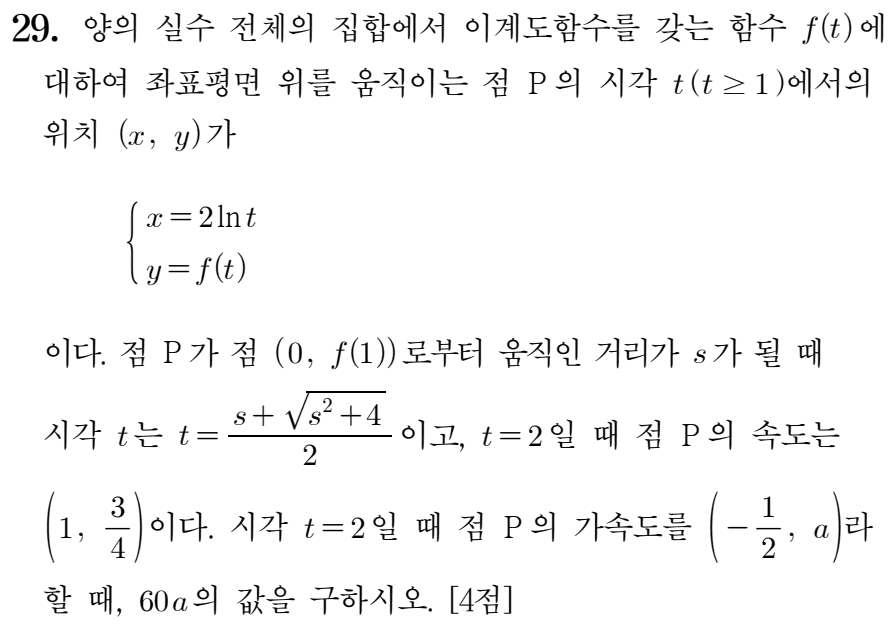 29. 양의 실수 전체의 집합에서 이계도함수를 갖는 함수 f(t)에
대하여 좌표평면 위를 움직이는 점 P의 시각 t(t ≥ 1)에서의
위치 (x, y)가
{ x = 2 ln t
y = f(t)
이다. 점 P가 점 (0, f(1))로부터 움직인 거리가 s가 될 때
시각 t는 t = (s + √(s² + 4))/2 이고, t = 2일 때 점 P의 속도는
(1, 3/4)이다. 시각 t = 2일 때 점 P의 가속도를 (−1/2, a)라
할 때, 60a의 값을 구하시오. [4점]